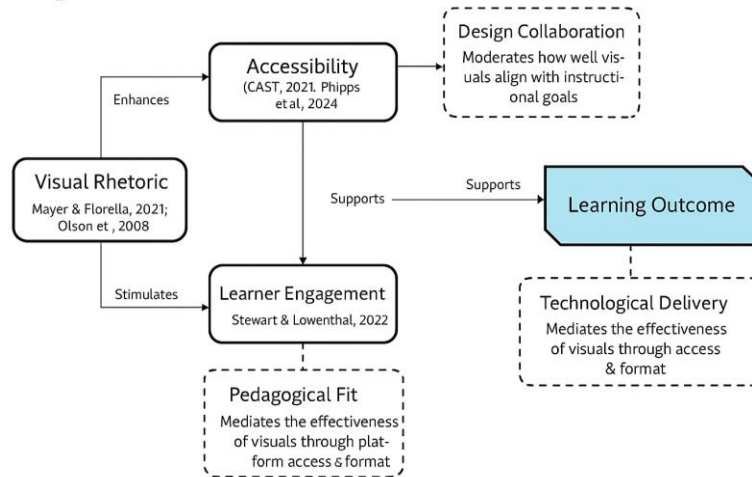 Design Collaboration
Moderates how well vis-
uals align with instructi-
onal goals
Accessibility
(CAST, 2021. Phipps
et al, 2024
Enhances
Visual Rhetoric
Mayer & Florella, 2021;
Olson et , 2008
Supports
Supports
Learning Outcome
Stimulates
Learner Engagement
Stewart & Lowenthal, 2022
Technological Delivery
Mediates the effectiveness
of visuals through access
& format
Pedagogical Fit
Mediates the effectiveness
of visuals through plat-
form access & format